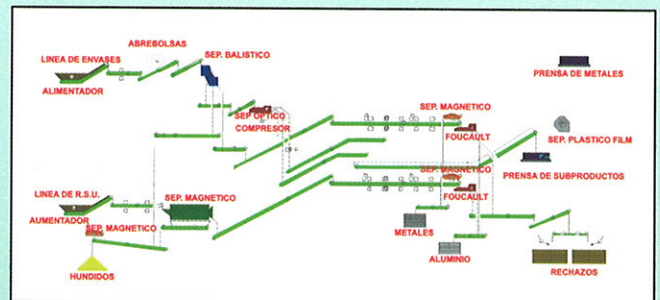 ABREBOLSAS
LINEA DE ENVASES
SEP. BALISTICO
ALIMENTADOR
PRENSA DE METALES
SEP. MAGNETICO
SEP OPTICO
COMPRESOR
FOUCAULT
SEP. PLASTICO FILM
SEP. MAGNETICO
PRENSA DE SUBPRODUCTOS
LINEA DE R.S.U.
SEP. MAGNETICO
FOUCAULT
AUMENTADOR
SEP. MAGNETICO
METALES
ALUMINIO
HUNDIDOS
RECHAZOS